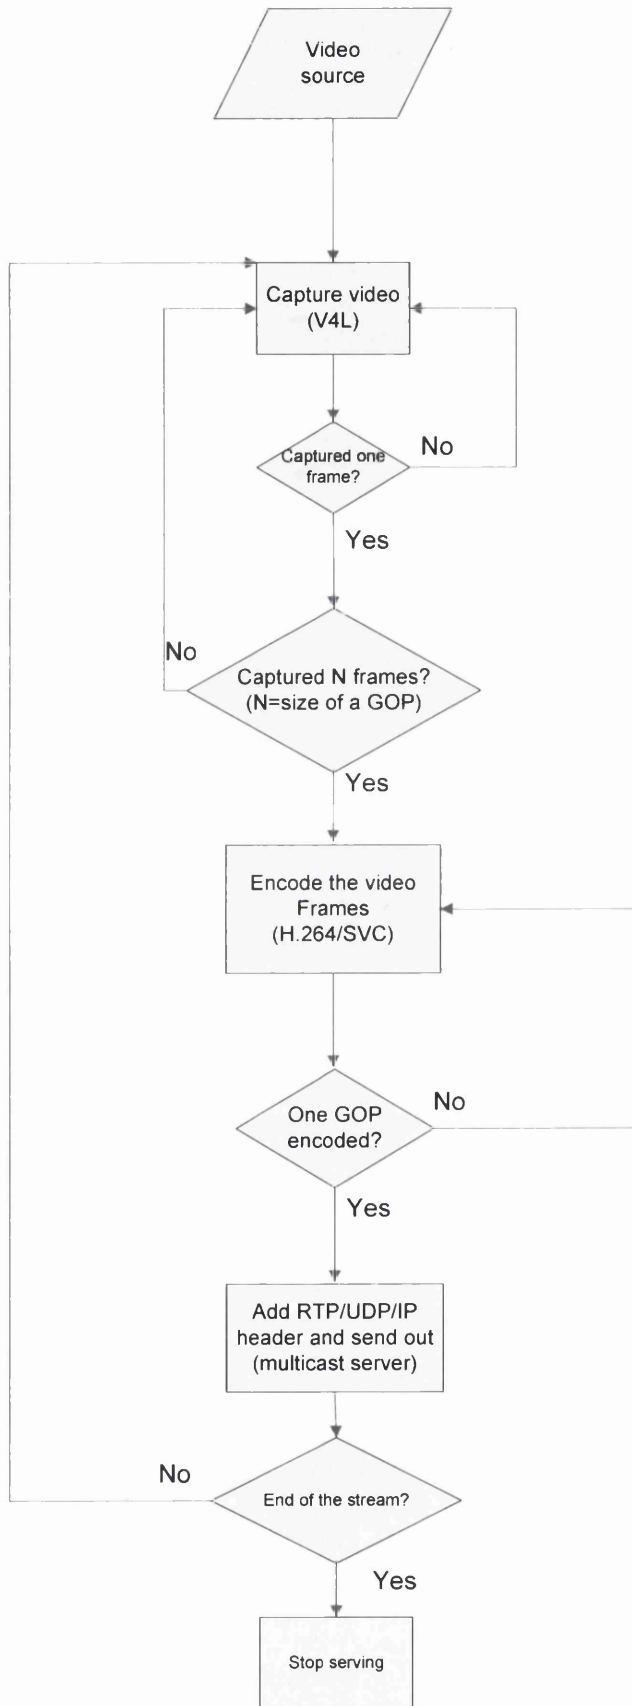 Video
source
Capture video
(V4L)
Captured one
frame?
No
Yes
No
Captured N frames?
(N=size of a GOP)
Yes
Encode the video
Frames
(H.264/SVC)
One GOP
encoded?
No
Yes
Add RTP/UDP/IP
header and send out
(multicast server)
No
End of the stream?
Yes
Stop serving